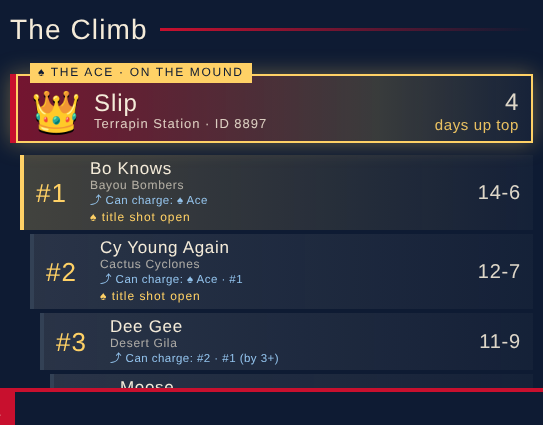 The Climb
♠ THE ACE · ON THE MOUND
Slip
Terrapin Station · ID 8897
4
days up top
#1
Bo Knows
Bayou Bombers
⤴ Can charge: ♠ Ace
♠ title shot open
14-6
#2
Cy Young Again
Cactus Cyclones
⤴ Can charge: ♠ Ace · #1
♠ title shot open
12-7
#3
Dee Gee
Desert Gila
⤴ Can charge: #2 · #1 (by 3+)
11-9
Moose